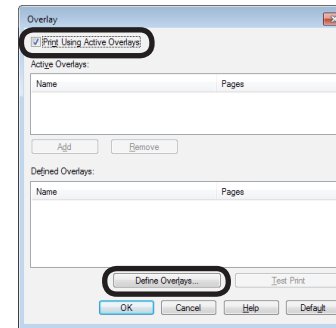 Overlay
Print Using Active Overlays
Active Overlays:
Name Pages
Add Remove
Defined Overlays:
Name Pages
Define Overlays... Test Print
OK Cancel Help Default